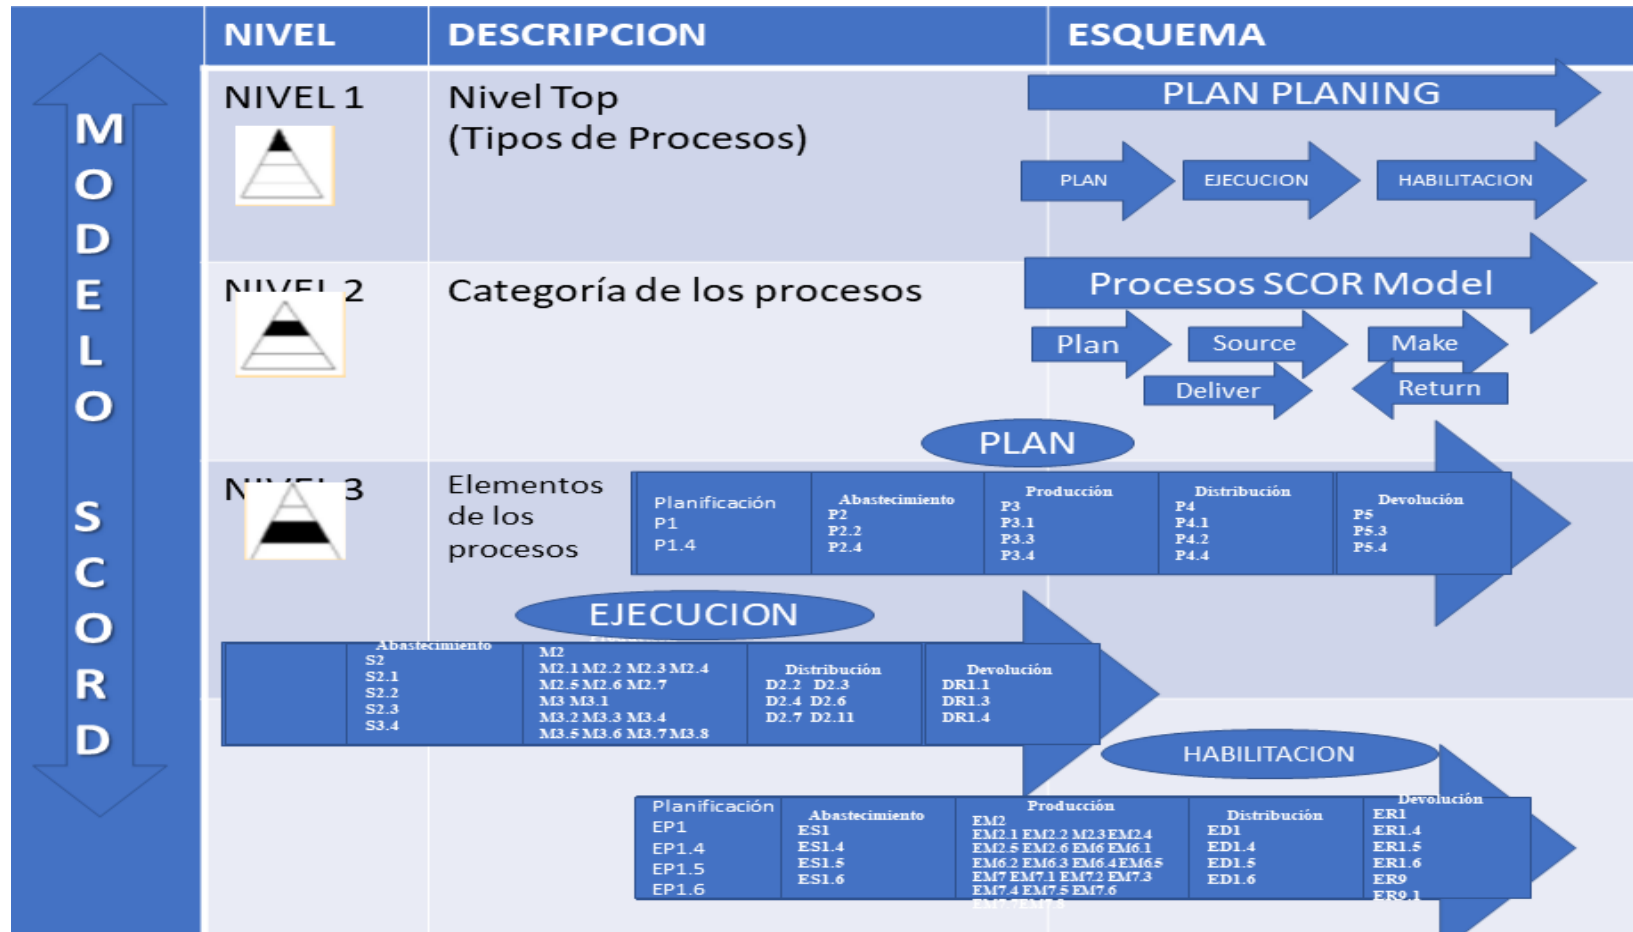 MODELO SCORD
NIVEL
DESCRIPCION
ESQUEMA
NIVEL 1
Nivel Top
(Tipos de Procesos)
PLAN PLANING
PLAN
EJECUCION
HABILITACION
NIVEL 2
Categoría de los procesos
Procesos SCOR Model
Plan
Source
Make
Deliver
Return
3
Elementos
de los
procesos
PLAN
Planificación
P1
P1.4
Abastecimiento
P2
P2.2
P2.4
Producción
P3
P3.1
P3.3
P3.4
Distribución
P4
P4.1
P4.2
P4.4
Devolución
P5
P5.3
P5.4
EJECUCION
Abastecimiento
S2
S2.1
S2.2
S2.3
S3.4
M2
M2.1 M2.2 M2.3 M2.4
M2.5 M2.6 M2.7
M3 M3.1
M3.2 M3.3 M3.4
M3.5 M3.6 M3.7 M3.8
Distribución
D2.2 D2.3
D2.4 D2.6
D2.7 D2.11
Devolución
DR1.1
DR1.3
DR1.4
HABILITACION
Planificación
EP1
EP1.4
EP1.5
EP1.6
Abastecimiento
ES1
ES1.4
ES1.5
ES1.6
Producción
EM2
EM2.1 EM2.2 M2.3 EM2.4
EM2.5 EM2.6 EM6 EM6.1
EM6.2 EM6.3 EM6.4 EM6.5
EM7 EM7.1 EM7.2 EM7.3
EM7.4 EM7.5 EM7.6
EM7.7EM7.8
Distribución
ED1
ED1.4
ED1.5
ED1.6
Devolución
ER1
ER1.4
ER1.5
ER1.6
ER9
ER9.1